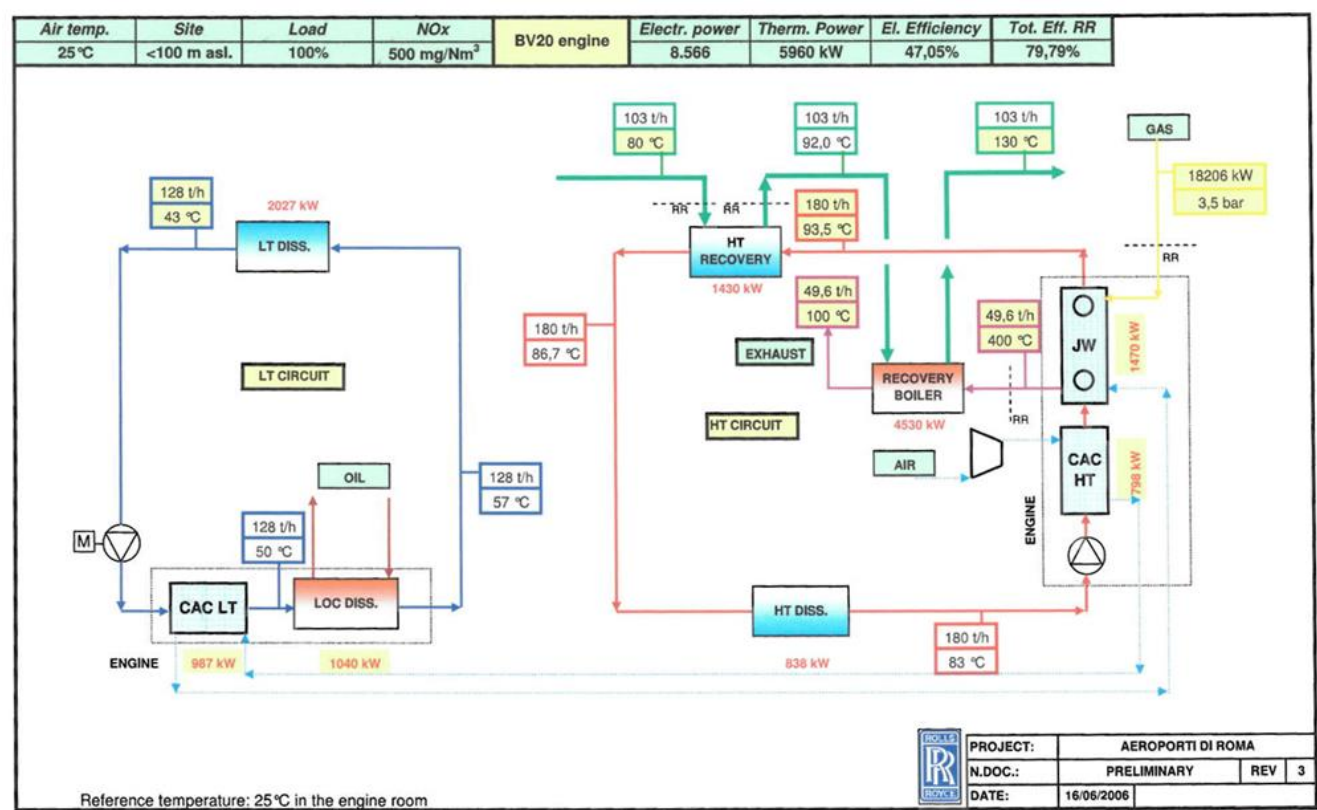 Air temp. Site Load NOx BV20 engine Electr. power Therm. Power El. Efficiency Tot. Eff. RR
25°C <100 m asl. 100% 500 mg/Nm³ 8.566 5960 kW 47,05% 79,79%
103 t/h
80 °C
103 t/h
92,0 °C
103 t/h
130 °C
GAS
18206 kW
3,5 bar
128 t/h
43 °C
2027 kW
LT DISS.
RR
RR
HT
RECOVERY
1430 kW
180 t/h
93,5 °C
RR
49,6 t/h
100 °C
49,6 t/h
400 °C
180 t/h
86,7 °C
EXHAUST
JW
1470 kW
LT CIRCUIT
RECOVERY
BOILER
4530 kW
RR
HT CIRCUIT
AIR
CAC
HT
798 kW
ENGINE
OIL
128 t/h
57 °C
128 t/h
50 °C
M
CAC LT
LOC DISS.
HT DISS.
180 t/h
83 °C
ENGINE
987 kW
1040 kW
838 kW
ROLLS
RR
ROYCE
PROJECT: AEROPORTI DI ROMA
N.DOC.: PRELIMINARY REV 3
DATE: 16/06/2006
Reference temperature: 25°C in the engine room